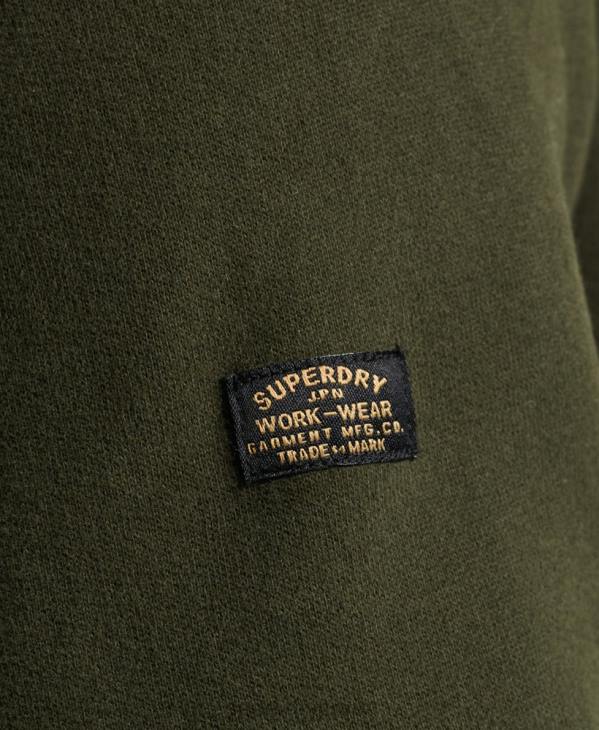 SUPERDRY
JPN
WORK-WEAR
GARMENT MFG.CO.
TRADE MARK